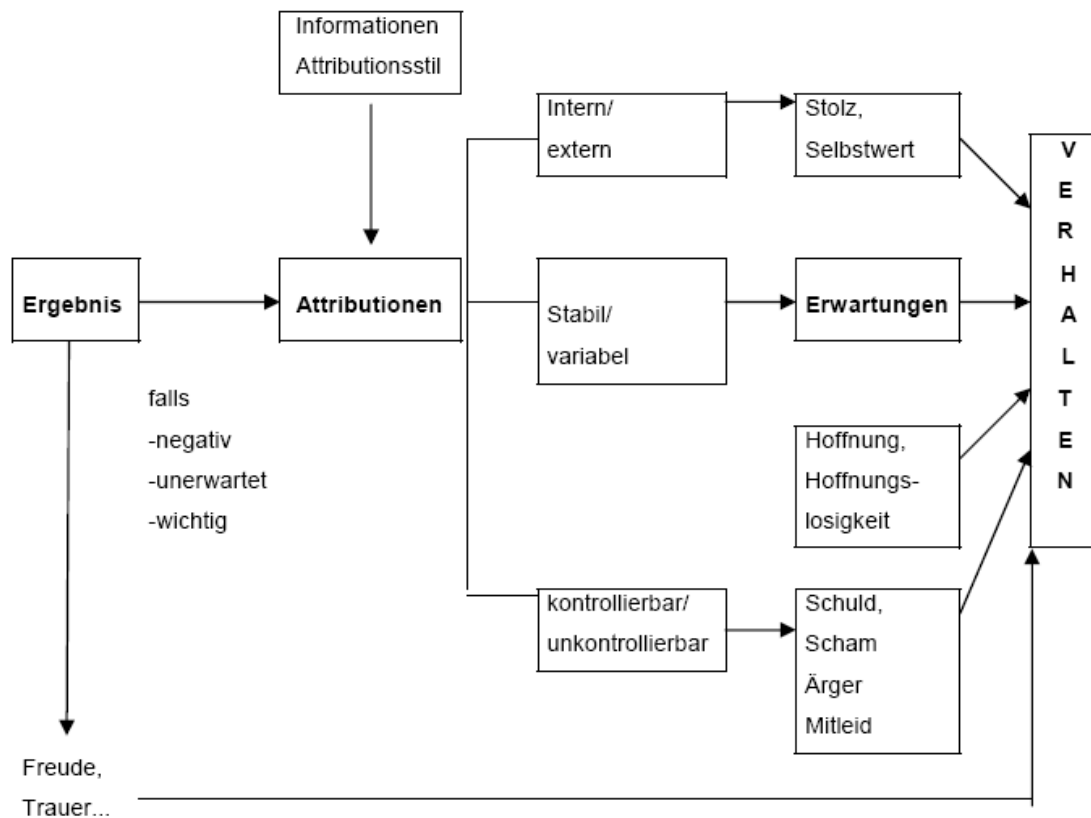 Informationen
Attributionsstil
Intern/
extern
Stolz,
Selbstwert
V
E
R
H
A
L
T
E
N
Ergebnis
Attributionen
Stabil/
variabel
Erwartungen
falls
-negativ
-unerwartet
-wichtig
Hoffnung,
Hoffnungs-
losigkeit
kontrollierbar/
unkontrollierbar
Schuld,
Scham
Ärger
Mitleid
Freude,
Trauer...